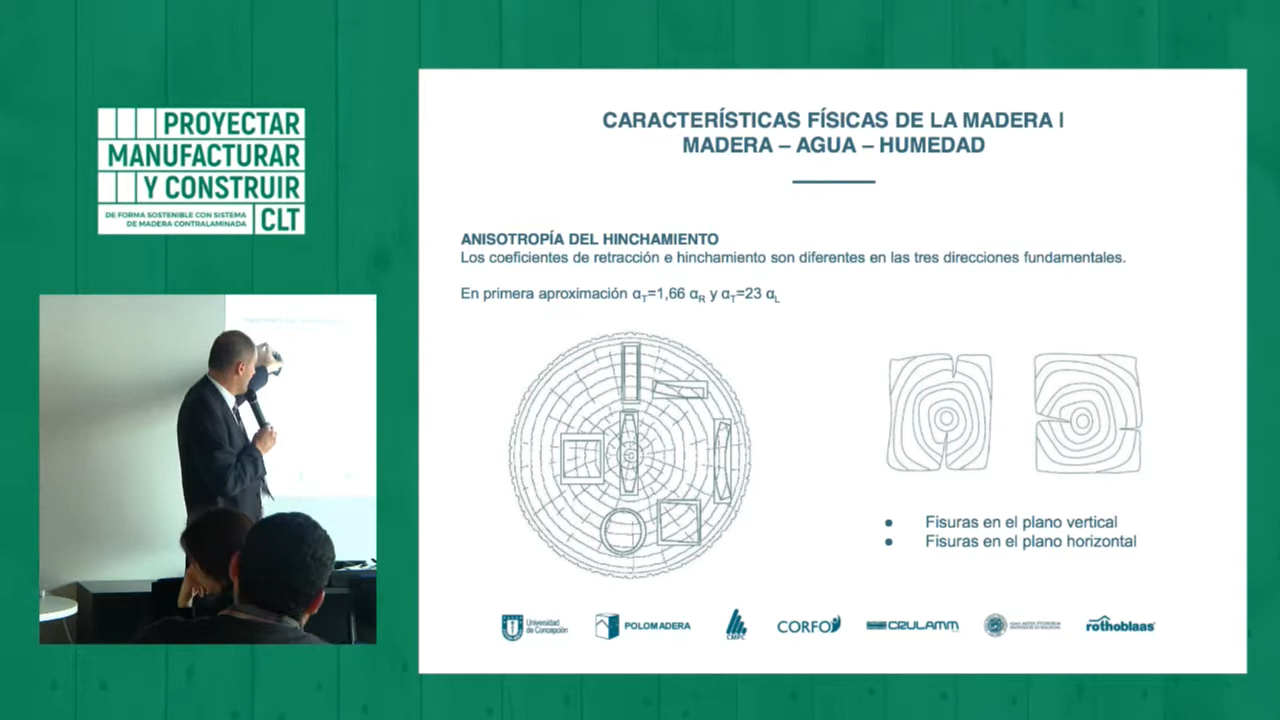 PROYECTAR
MANUFACTURAR
Y CONSTRUIR
DE FORMA SOSTENIBLE CON SISTEMA
DE MADERA CONTRALAMINADA
CLT
CARACTERÍSTICAS FÍSICAS DE LA MADERA |
MADERA – AGUA – HUMEDAD
ANISOTROPÍA DEL HINCHAMIENTO
Los coeficientes de retracción e hinchamiento son diferentes en las tres direcciones fundamentales.
En primera aproximación αT=1,66 αR y αT=23 αL
● Fisuras en el plano vertical
● Fisuras en el plano horizontal
Universidad
de Concepción
POLOMADERA
CMPC
CORFO
CRULAMM
rothoblaas